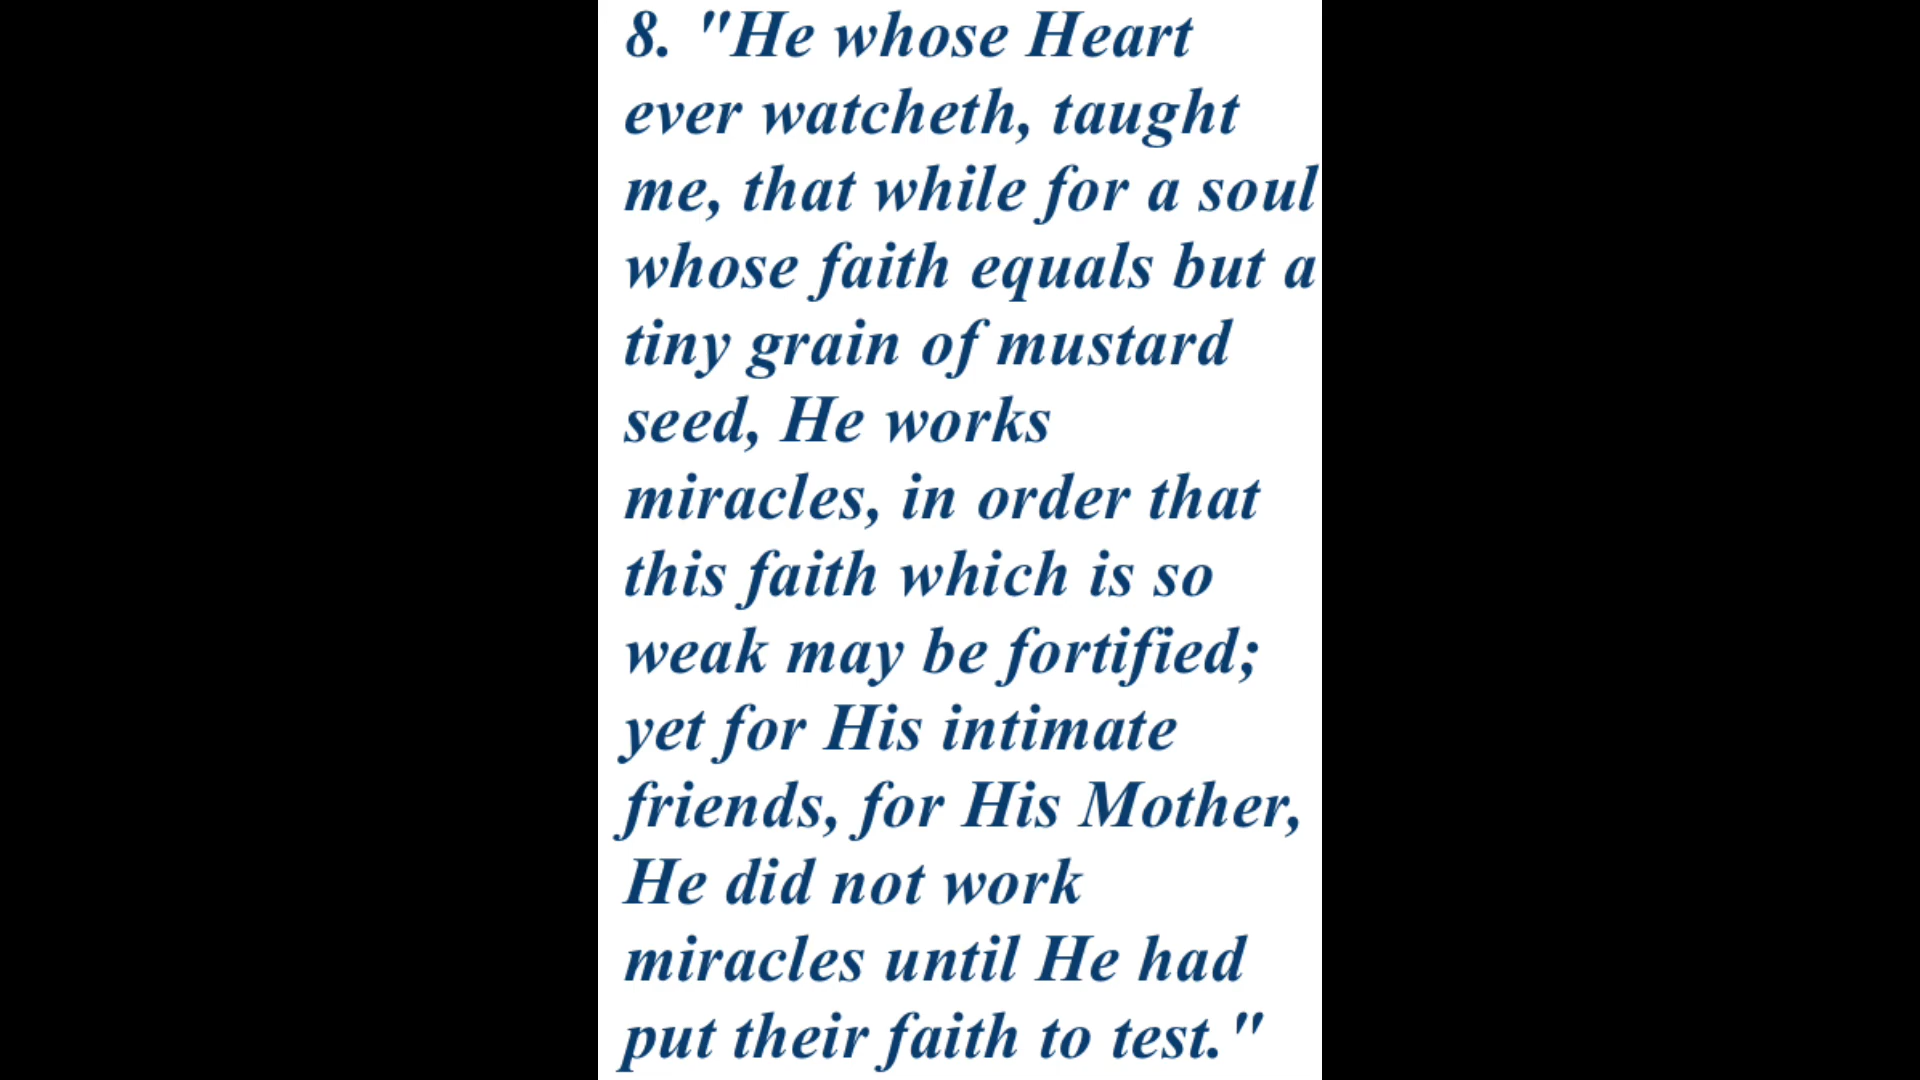 8. "He whose Heart
ever watcheth, taught
me, that while for a soul
whose faith equals but a
tiny grain of mustard
seed, He works
miracles, in order that
this faith which is so
weak may be fortified;
yet for His intimate
friends, for His Mother,
He did not work
miracles until He had
put their faith to test."